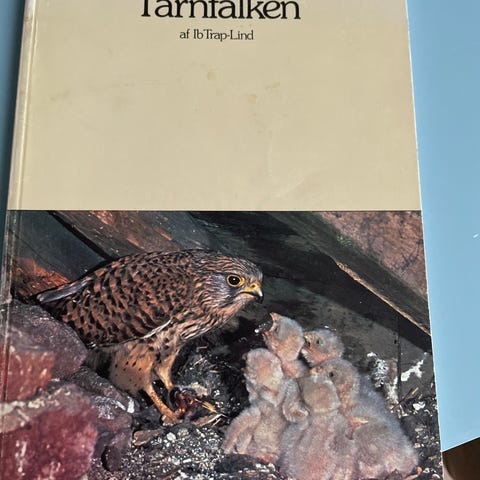 Tårnfalken
af Ib Trap-Lind